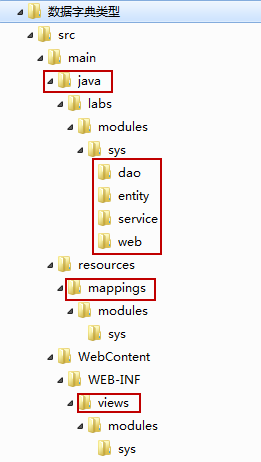 数据字典类型
src
main
java
labs
modules
sys
dao
entity
service
web
resources
mappings
modules
sys
WebContent
WEB-INF
views
modules
sys